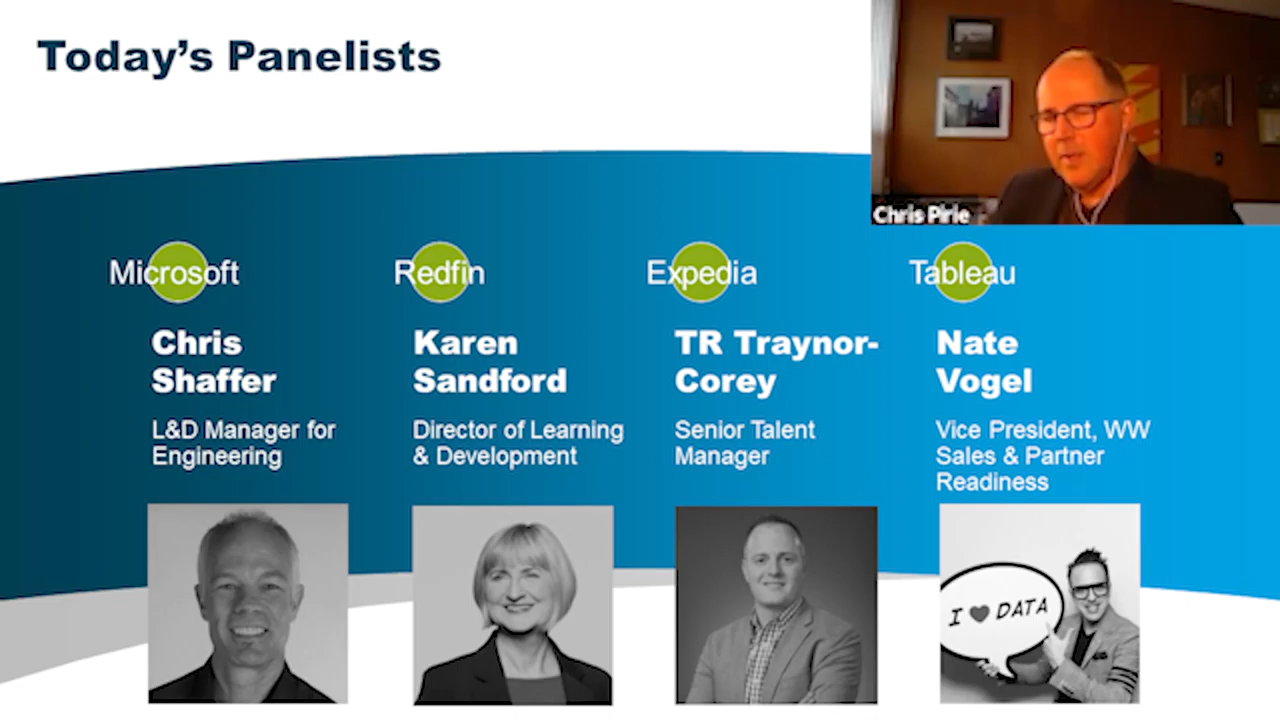 Today's Panelists
Chris Pirie
Microsoft
Redfin
Expedia
Tableau
Chris
Shaffer
Karen
Sandford
TR Traynor-
Corey
Nate
Vogel
L&D Manager for
Engineering
Director of Learning
& Development
Senior Talent
Manager
Vice President, WW
Sales & Partner
Readiness
I ♥ DATA